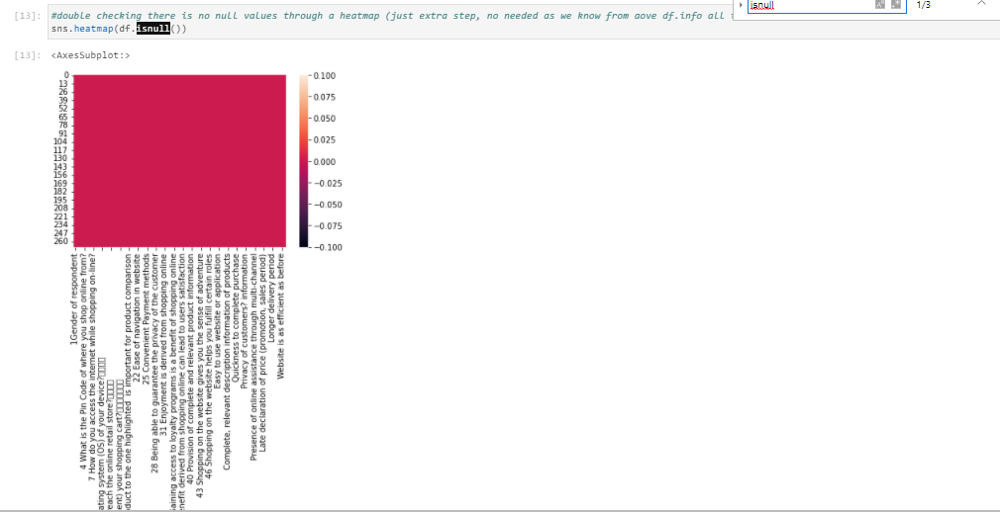 isnull
1/3
[13]: #double checking there is no null values through a heatmap (just extra step, no needed as we know from aove df.info all
sns.heatmap(df.isnull())
[13]: <AxesSubplot:>
0
13
26
39
52
65
78
91
104
117
130
143
156
169
182
195
208
221
234
247
260
0.100
0.075
0.050
0.025
0.000
−0.025
−0.050
−0.075
−0.100
1Gender of respondent
4 What is the Pin Code of where you shop online from?
7 How do you access the internet while shopping on-line?
ating system (OS) of your device?
each the online retail store?
ent) your shopping cart?
duct to the one highlighted is important for product comparison
22 Ease of navigation in website
25 Convenient Payment methods
28 Being able to guarantee the privacy of the customer
31 Enjoyment is derived from shopping online
aining access to loyalty programs is a benefit of shopping online
enefit derived from shopping online can lead to users satisfaction
40 Provision of complete and relevant product information
43 Shopping on the website gives you the sense of adventure
46 Shopping on the website helps you fulfill certain roles
Easy to use website or application
Complete, relevant description information of products
Quickness to complete purchase
Privacy of customers? information
Presence of online assistance through multi-channel
Late declaration of price (promotion, sales period)
Longer delivery period
Website is as efficient as before